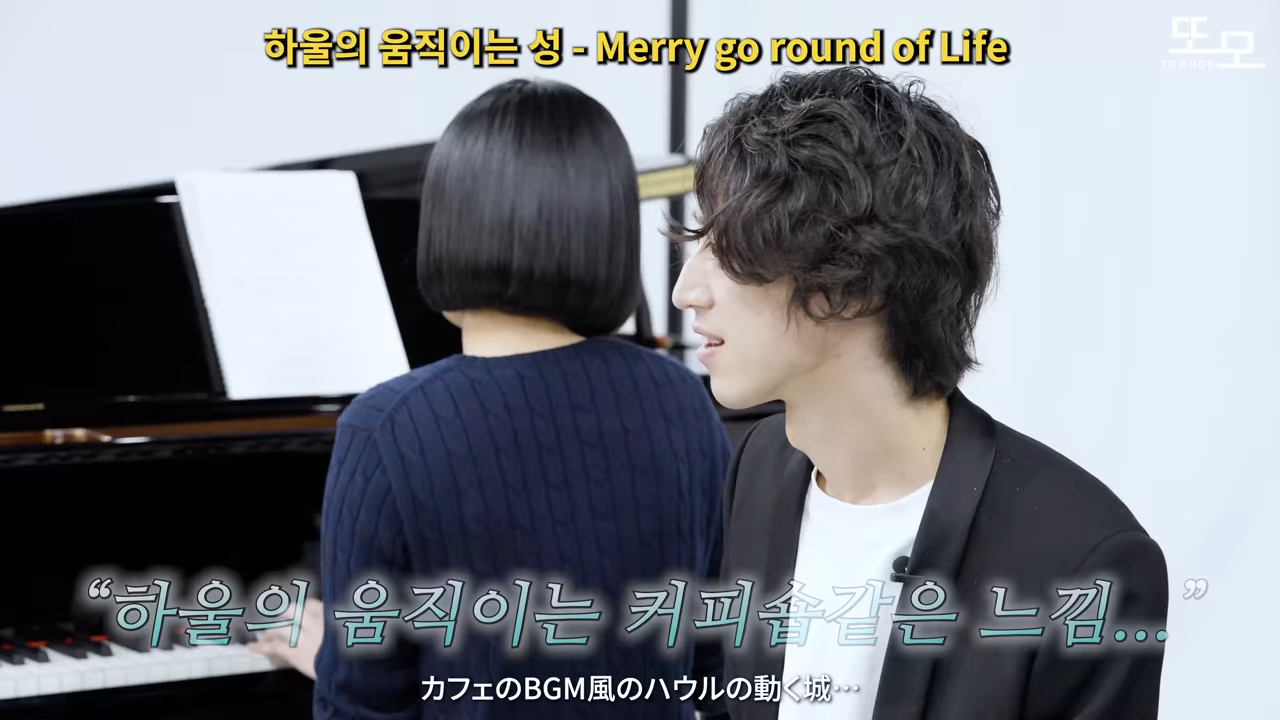 하울의 움직이는 성 - Merry go round of Life
또모
TOWMOO
“하울의 움직이는 커피숍같은 느낌...”
カフェのBGM風のハウルの動く城…